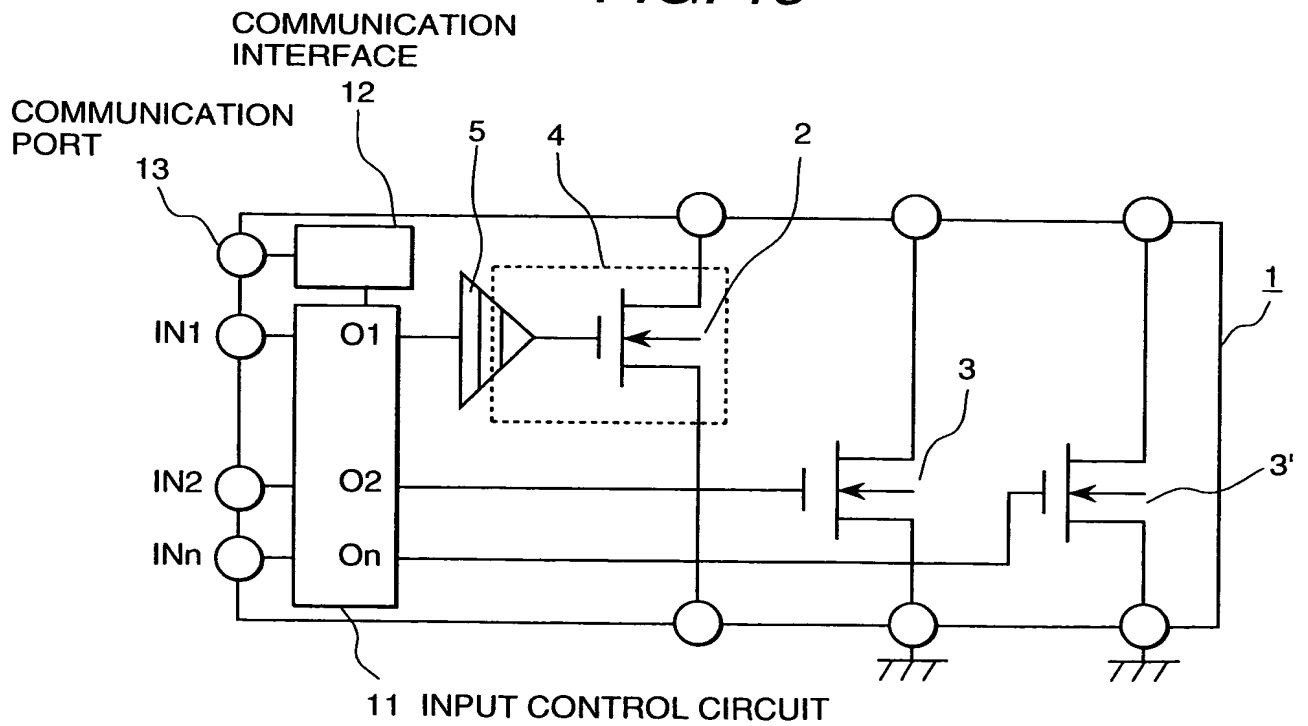 COMMUNICATION
INTERFACE
12
COMMUNICATION
PORT
13
5
4
2
1
IN1
O1
3
3'
IN2
O2
INn
On
11 INPUT CONTROL CIRCUIT